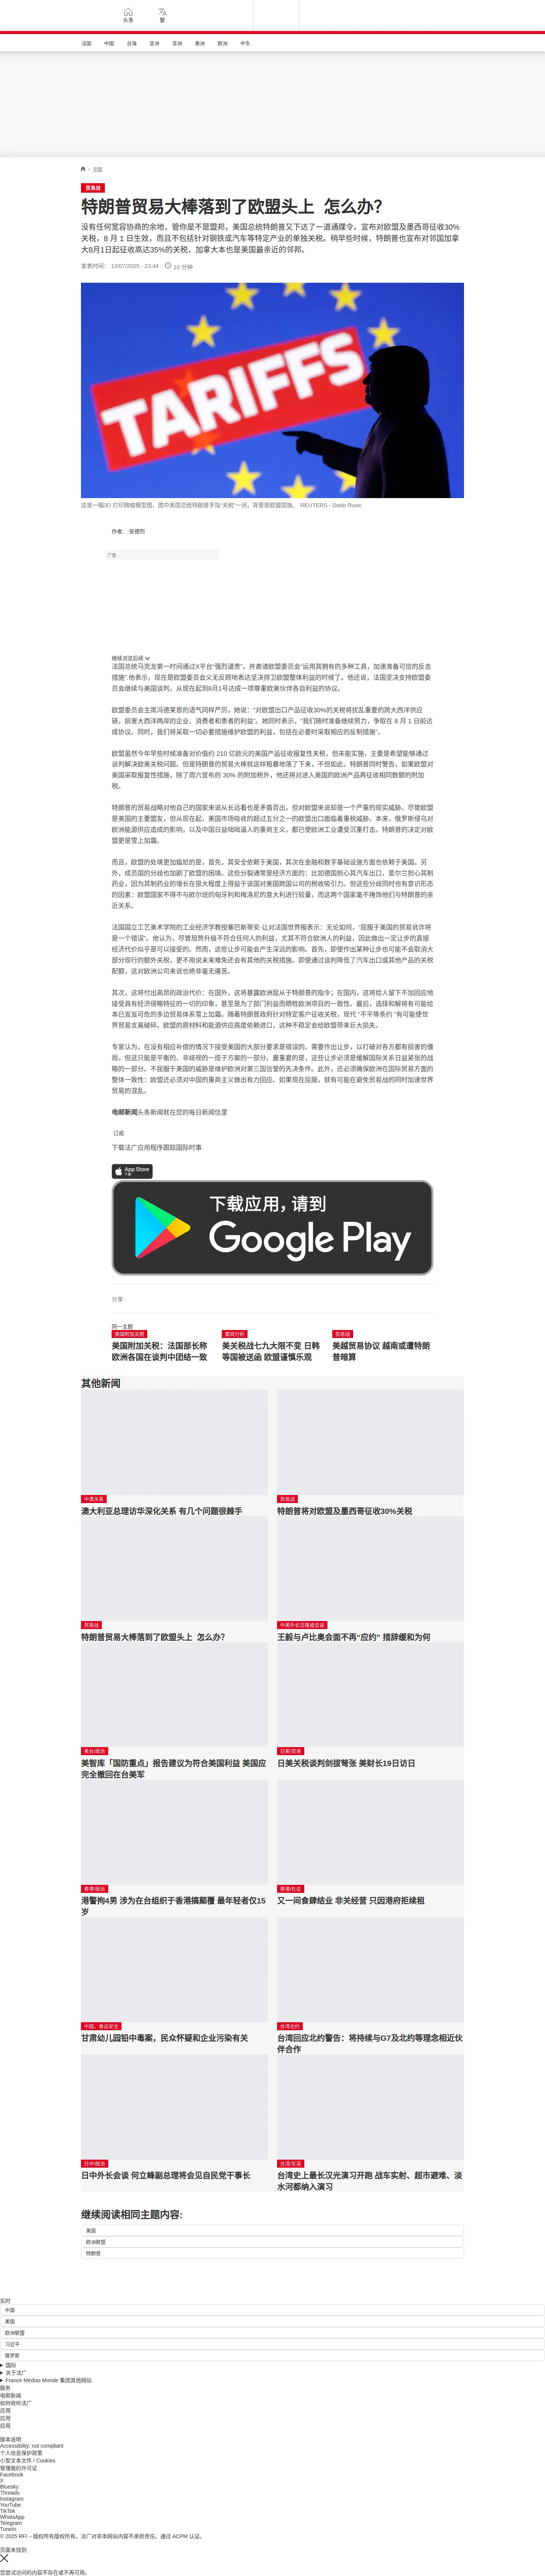 头条
繁
法国 中国 台海 亚洲 非洲 美洲 欧洲 中东
/ 中国
贸易战
特朗普贸易大棒落到了欧盟头上 怎么办?
没有任何宽容协商的余地,管你是不是盟邦,美国总统特朗普又下达了一道通牒令。宣布对欧盟及墨西哥征收30%
关税,8 月 1 日生效,而且不包括针对钢铁或汽车等特定产业的单独关税。稍早些时候,特朗普也宣布对邻国加拿
大8月1日起征收高达35%的关税,加拿大本也是美国最亲近的邻邦。
发表时间: 12/07/2025 - 23:44 10 分钟
TARIFFS
这是一幅3D 打印微缩模型图,图中美国总统特朗普手指"关税"一词,背景是欧盟国旗。 REUTERS - Dado Ruvic
作者: 安德烈
广告
继续浏览后续
法国总统马克龙第一时间通过X平台"强烈谴责",并邀请欧盟委员会"运用其拥有的多种工具,加速准备可信的反击
措施".他表示,现在是欧盟委员会义无反顾地表达坚决捍卫欧盟整体利益的时候了。他还说,法国坚决支持欧盟委
员会继续与美国谈判,从现在起到8月1号达成一项尊重欧美伙伴各自利益的协议。
欧盟委员会主席冯德莱恩的语气同样严厉,她说:"对欧盟出口产品征收30%的关税将扰乱重要的跨大西洋供应
链,损害大西洋两岸的企业、消费者和患者的利益"。她同时表示,"我们随时准备继续努力,争取在 8 月 1 日前达
成协议。同时,我们将采取一切必要措施维护欧盟的利益,包括在必要时采取相应的反制措施"。
欧盟虽然今年早些时候准备对价值约 210 亿欧元的美国产品征收报复性关税,但未能实施,主要是希望能够通过
谈判解决欧美关税问题。但是特朗普的贸易大棒就这样粗暴地落了下来,不但如此,特朗普同时警告,如果欧盟对
美国采取报复性措施,除了周六宣布的 30% 的附加税外,他还将对进入美国的欧洲产品再征收相同数额的附加
税。
特朗普的贸易战略对他自己的国家来说从长远看也是矛盾百出,但对欧盟来说却是一个严重的现实威胁。尽管欧盟
是美国的主要盟友,但从现在起,美国市场吸收的超过五分之一的欧盟出口面临着重税威胁。本来,俄罗斯侵乌对
欧洲能源供应造成的影响,以及中国日益咄咄逼人的重商主义,都已使欧洲工业遭受沉重打击。特朗普的决定对欧
盟更是雪上加霜。
而且,欧盟的处境更加尴尬的是,首先,其安全依赖于美国,其次在金融和数字基础设施方面也依赖于美国。另
外,成员国的分歧也加剧了欧盟的困境。这些分裂通常是经济方面的:比如德国担心其汽车出口,爱尔兰担心其制
药业,因为其制药业的增长在很大程度上得益于该国对美国跨国公司的税收吸引力。但这些分歧同时也有意识形态
的因素:欧盟国家不得不与欧尔班的匈牙利和梅洛尼的意大利进行较量,而这两个国家毫不掩饰他们与特朗普的亲
近关系。
法国国立工艺美术学院的工业经济学教授塞巴斯蒂安·让对法国世界报表示:无论如何,"屈服于美国的贸易讹诈将
是一个错误"。他认为,尽管局势升级不符合任何人的利益,尤其不符合欧洲人的利益,因此做出一定让步的直接
经济代价似乎是可以接受的。然而,这些让步可能会产生深远的影响。首先,即使作出某种让步也可能不会取消大
部分现行的额外关税,更不用说未来难免还会有其他的关税措施。即使通过谈判降低了汽车出口或其他产品的关税
配额,这对欧洲公司来说也绝非毫无痛苦。
其次,这将付出高昂的政治代价:在国外,这将暴露欧洲屈从于特朗普的指令;在国内,这将给人留下不加回应地
接受具有经济侵略特征的一切的印象,甚至是为了部门利益而牺牲欧洲项目的一致性。最后,选择和解将有可能给
本已岌岌可危的多边贸易体系雪上加霜。随着特朗普政府针对特定客户征收关税,现代 "不平等条约 "有可能使世
界贸易支离破碎。欧盟的原材料和能源供应高度依赖进口,这种不稳定会给欧盟带来巨大损失。
专家认为,在没有相应补偿的情况下接受美国的大部分要求是错误的。需要作出让步,以打破对各方都有损害的僵
局,但这只能是平衡的、非歧视的一揽子方案的一部分。最重要的是,这些让步必须是缓解国际关系日益紧张的战
略的一部分。不屈服于美国的威胁是维护欧洲对第三国信誉的先决条件。此外,还必须确保欧洲在国际贸易方面的
整体一致性:欧盟还必须对中国的重商主义做出有力回应。如果现在屈服,就有可能在避免贸易战的同时加速世界
贸易的混乱。
电邮新闻头条新闻就在您的每日新闻信里
订阅
下载法广应用程序跟踪国际时事
App Store
下载应用,请到
Google Play
分享 :
同一主题
美国附加关税
美国附加关税:法国部长称
欧洲各国在谈判中团结一致
要闻分析
美关税战七九大限不变 日韩
等国被送函 欧盟谨慎乐观
贸易战
美越贸易协议 越南或遭特朗
普暗算
其他新闻
中澳关系
澳大利亚总理访华深化关系 有几个问题很棘手
贸易战
特朗普将对欧盟及墨西哥征收30%关税
贸易战
特朗普贸易大棒落到了欧盟头上 怎么办?
中美外长吉隆坡会谈
王毅与卢比奥会面不再"应约" 措辞缓和为何
美台/政治
美智库「国防重点」报告建议为符合美国利益 美国应
完全撤回在台美军
日美/贸易
日美关税谈判剑拔弩张 美财长19日访日
香港/政治
港警拘4男 涉为在台组织于香港搞颠覆 最年轻者仅15
岁
香港/社会
又一间食肆结业 非关经营 只因港府拒续租
中国、食品安全
甘肃幼儿园铅中毒案,民众怀疑和企业污染有关
台湾北约
台湾回应北约警告:将持续与G7及北约等理念相近伙
伴合作
日中/政治
日中外长会谈 何立峰副总理将会见自民党干事长
台湾/军演
台湾史上最长汉光演习开跑 战车实射、超市避难、淡
水河都纳入演习
继续阅读相同主题内容:
美国
欧洲联盟
特朗普
实时
中国
美国
欧洲联盟
习近平
俄罗斯
国际
关于法广
France Médias Monde 集团其他网站
服务
电邮新闻
如何收听法广
应用
应用
应用
版本说明
Accessibility: not compliant
个人信息保护政策
小型文本文件 / Cookies
管理我的许可证
Facebook
X
Bluesky
Threads
Instagram
YouTube
TikTok
WhatsApp
Telegram
TuneIn
© 2025 RFI – 版权所有版权所有。法广对非本网站内容不承担责任。通过 ACPM 认证。
页面未找到
您尝试访问的内容不存在或不再可用。